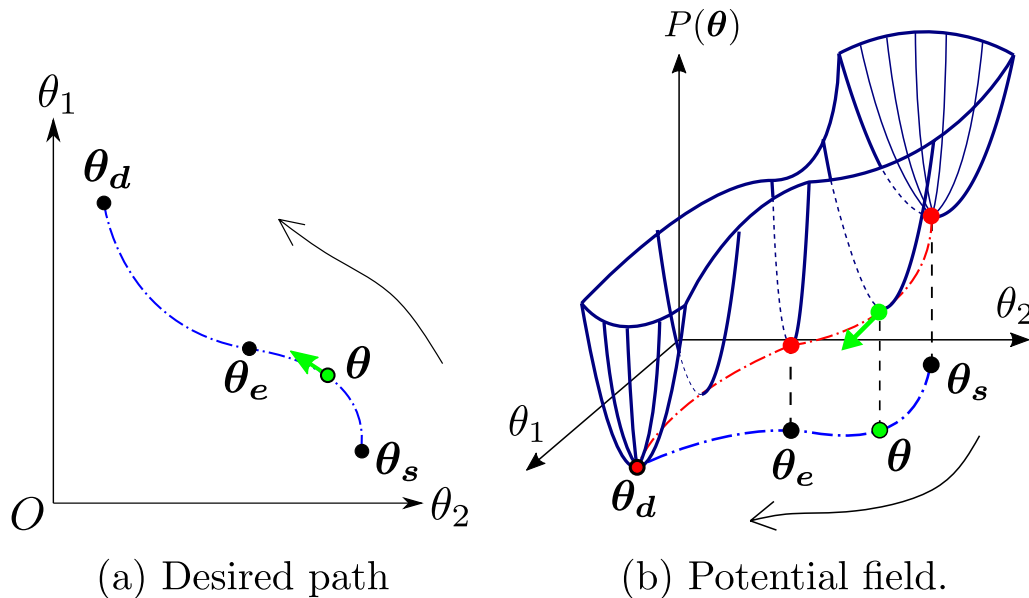 θ1
θd
θe
θ
θs
O
θ2
(a) Desired path
P(θ)
θ2
θs
θ1
θe
θ
θd
(b) Potential field.